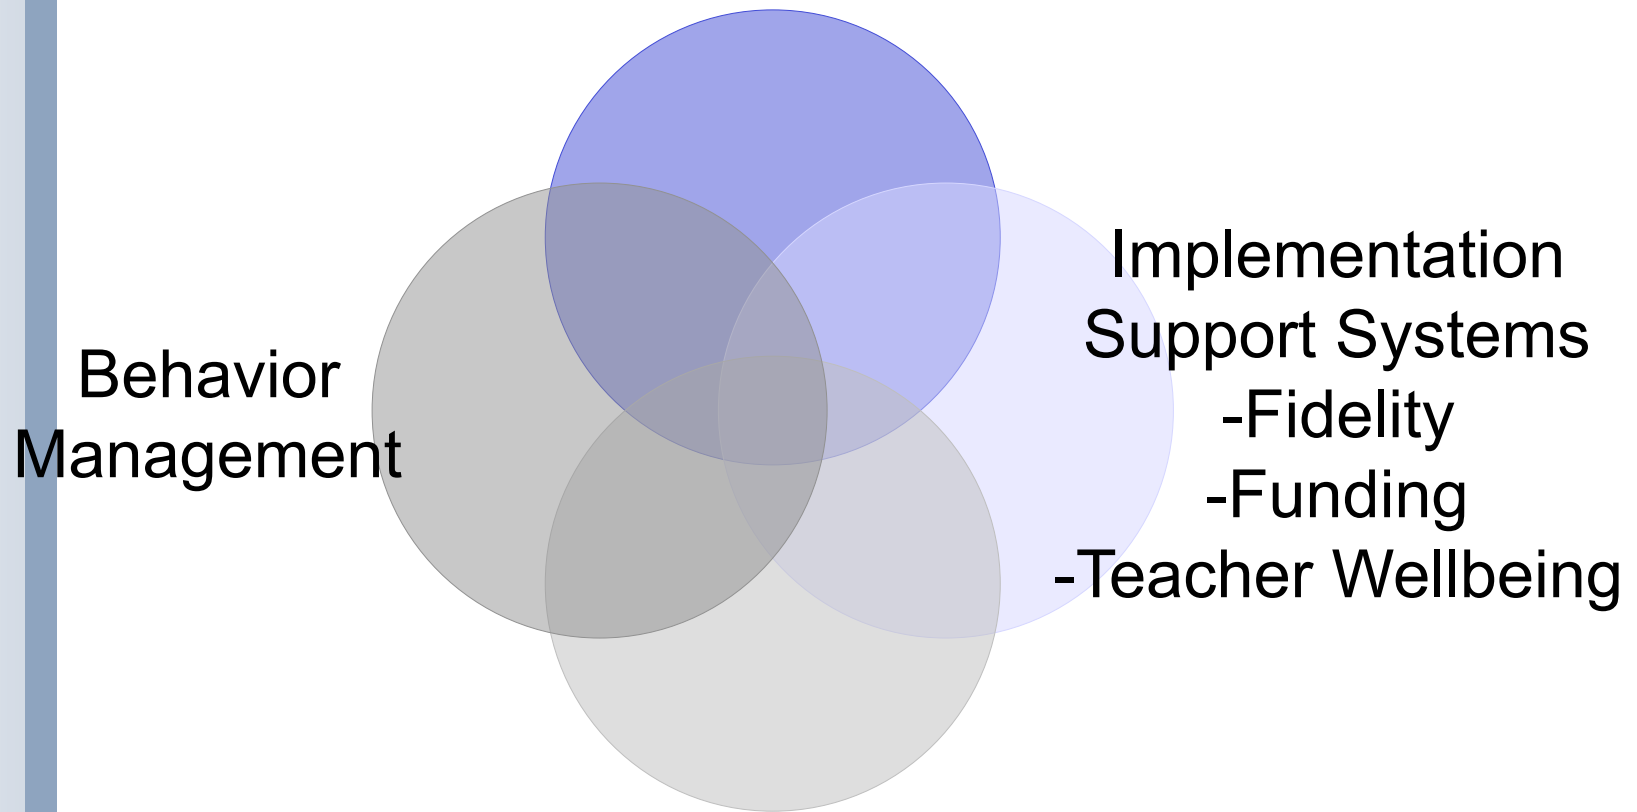 Behavior
Management
Implementation
Support Systems
-Fidelity
-Funding
-Teacher Wellbeing